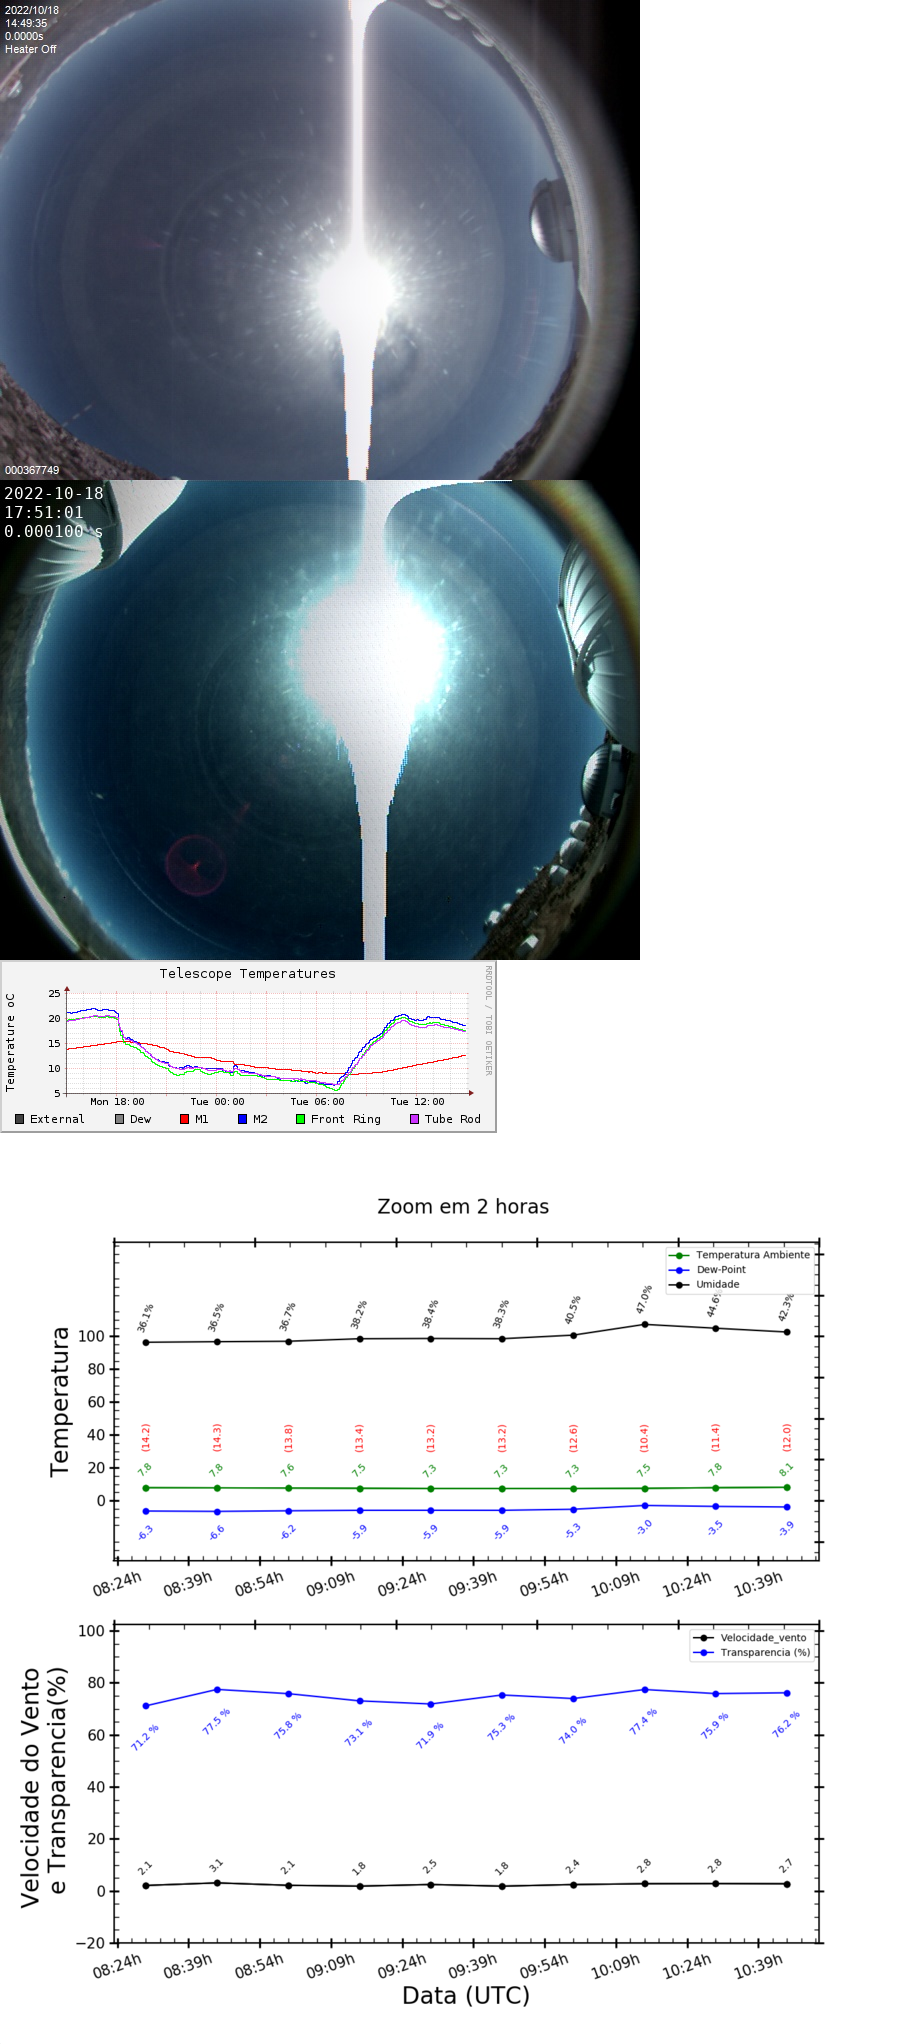 2022/10/18
14:49:35
0.0000s
Heater Off
000367749
2022-10-18
17:51:01
0.000100 s
Telescope Temperatures
RRDTOOL / TOBI OETIKER
Temperature oC
25
20
15
10
5
Mon 18:00 Tue 00:00 Tue 06:00 Tue 12:00
External Dew M1 M2 Front Ring Tube Rod
Zoom em 2 horas
Temperatura Ambiente
Dew-Point
Umidade
36.1% 36.5% 36.7% 38.2% 38.4% 38.3% 40.5% 47.0% 44.6% 42.3%
Temperatura
100
80
60
40
20
0
(14.2) (14.3) (13.8) (13.4) (13.2) (13.2) (12.6) (10.4) (11.4) (12.0)
7.8 7.8 7.6 7.5 7.3 7.3 7.3 7.5 7.8 8.1
-6.3 -6.6 -6.2 -5.9 -5.9 -5.9 -5.3 -3.0 -3.5 -3.9
08:24h 08:39h 08:54h 09:09h 09:24h 09:39h 09:54h 10:09h 10:24h 10:39h
Velocidade_vento
Transparencia (%)
Velocidade do Vento
e Transparencia(%)
100
80
60
40
20
0
−20
71.2 % 77.5 % 75.8 % 73.1 % 71.9 % 75.3 % 74.0 % 77.4 % 75.9 % 76.2 %
2.1 3.1 2.1 1.8 2.5 1.8 2.4 2.8 2.8 2.7
08:24h 08:39h 08:54h 09:09h 09:24h 09:39h 09:54h 10:09h 10:24h 10:39h
Data (UTC)